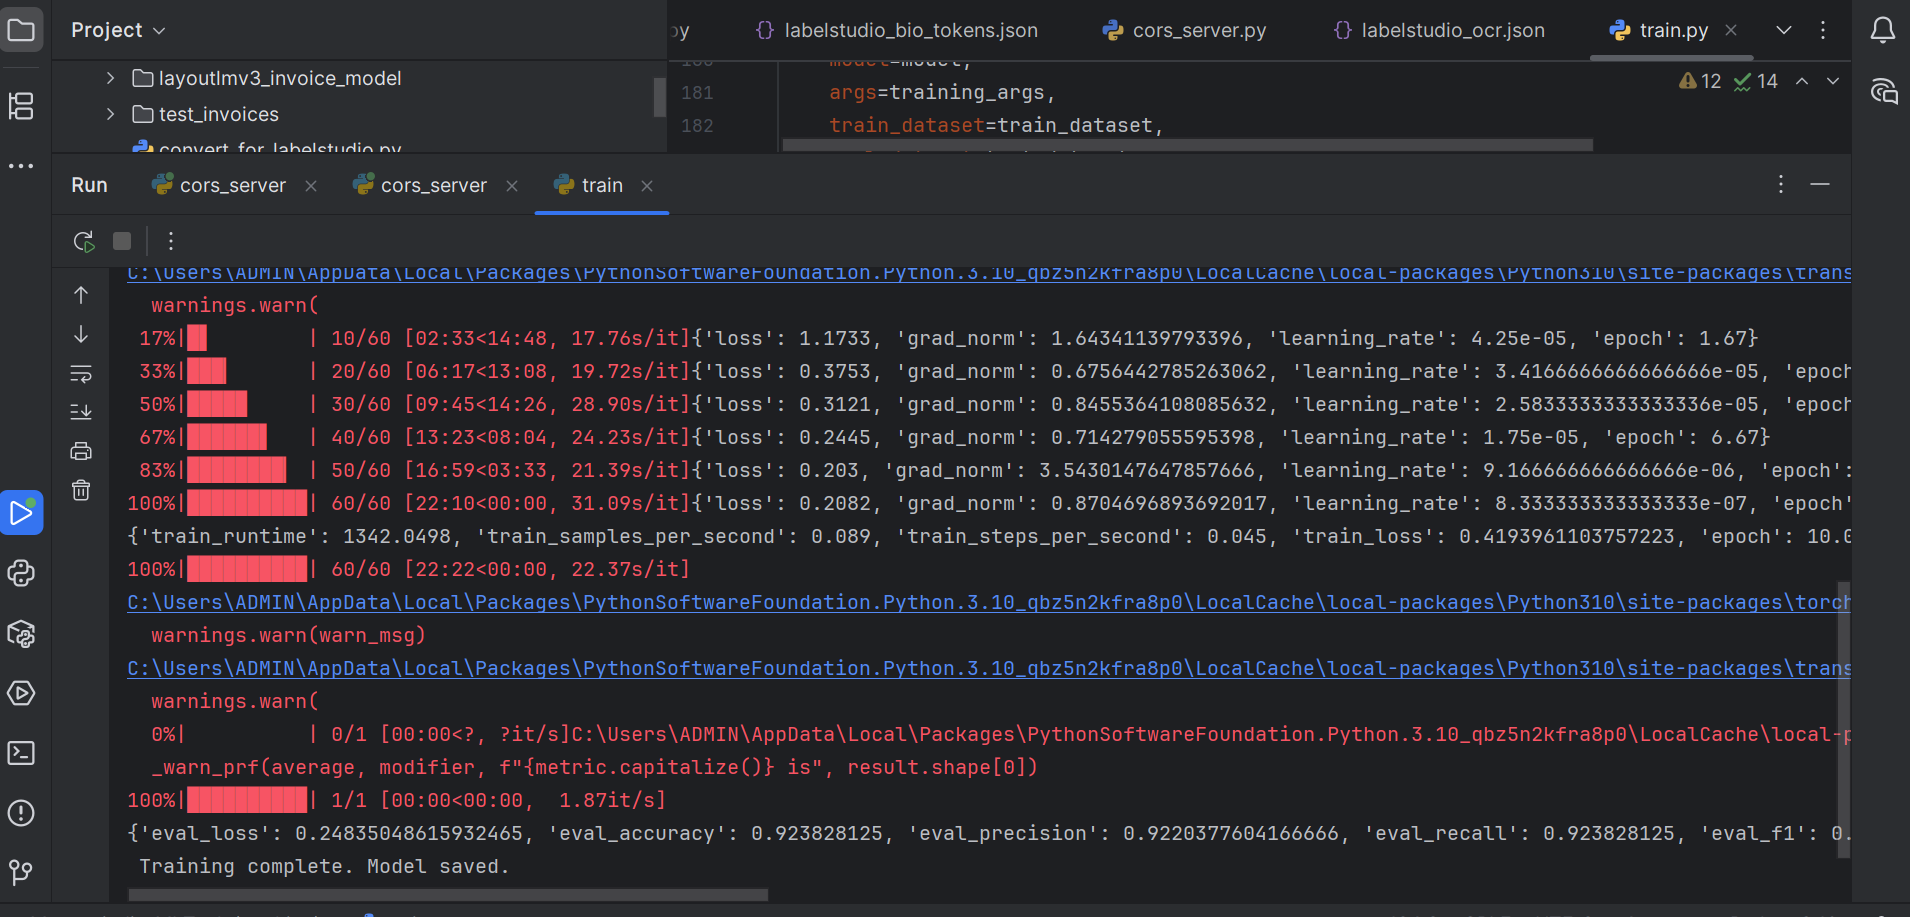 Project
layoutlmv3_invoice_model
test_invoices
convert_for_labelstudio.py
py
labelstudio_bio_tokens.json
cors_server.py
labelstudio_ocr.json
train.py
model=model,
181 args=training_args,
182 train_dataset=train_dataset,
12 14
Run cors_server cors_server train
C:\Users\ADMIN\AppData\Local\Packages\PythonSoftwareFoundation.Python.3.10_qbz5n2kfra8p0\LocalCache\local-packages\Python310\site-packages\trans
warnings.warn(
17%| | 10/60 [02:33<14:48, 17.76s/it]{'loss': 1.1733, 'grad_norm': 1.64341139793396, 'learning_rate': 4.25e-05, 'epoch': 1.67}
33%| | 20/60 [06:17<13:08, 19.72s/it]{'loss': 0.3753, 'grad_norm': 0.6756442785263062, 'learning_rate': 3.4166666666666666e-05, 'epoch
50%| | 30/60 [09:45<14:26, 28.90s/it]{'loss': 0.3121, 'grad_norm': 0.8455364108085632, 'learning_rate': 2.5833333333333336e-05, 'epoch
67%| | 40/60 [13:23<08:04, 24.23s/it]{'loss': 0.2445, 'grad_norm': 0.714279055595398, 'learning_rate': 1.75e-05, 'epoch': 6.67}
83%| | 50/60 [16:59<03:33, 21.39s/it]{'loss': 0.203, 'grad_norm': 3.5430147647857666, 'learning_rate': 9.166666666666666e-06, 'epoch':
100%| | 60/60 [22:10<00:00, 31.09s/it]{'loss': 0.2082, 'grad_norm': 0.8704696893692017, 'learning_rate': 8.333333333333333e-07, 'epoch'
{'train_runtime': 1342.0498, 'train_samples_per_second': 0.089, 'train_steps_per_second': 0.045, 'train_loss': 0.4193961103757223, 'epoch': 10.0
100%| | 60/60 [22:22<00:00, 22.37s/it]
C:\Users\ADMIN\AppData\Local\Packages\PythonSoftwareFoundation.Python.3.10_qbz5n2kfra8p0\LocalCache\local-packages\Python310\site-packages\torch
warnings.warn(warn_msg)
C:\Users\ADMIN\AppData\Local\Packages\PythonSoftwareFoundation.Python.3.10_qbz5n2kfra8p0\LocalCache\local-packages\Python310\site-packages\trans
warnings.warn(
0%| | 0/1 [00:00<?, ?it/s]C:\Users\ADMIN\AppData\Local\Packages\PythonSoftwareFoundation.Python.3.10_qbz5n2kfra8p0\LocalCache\local-p
_warn_prf(average, modifier, f"{metric.capitalize()} is", result.shape[0])
100%| | 1/1 [00:00<00:00, 1.87it/s]
{'eval_loss': 0.24835048615932465, 'eval_accuracy': 0.923828125, 'eval_precision': 0.9220377604166666, 'eval_recall': 0.923828125, 'eval_f1': 0.
Training complete. Model saved.